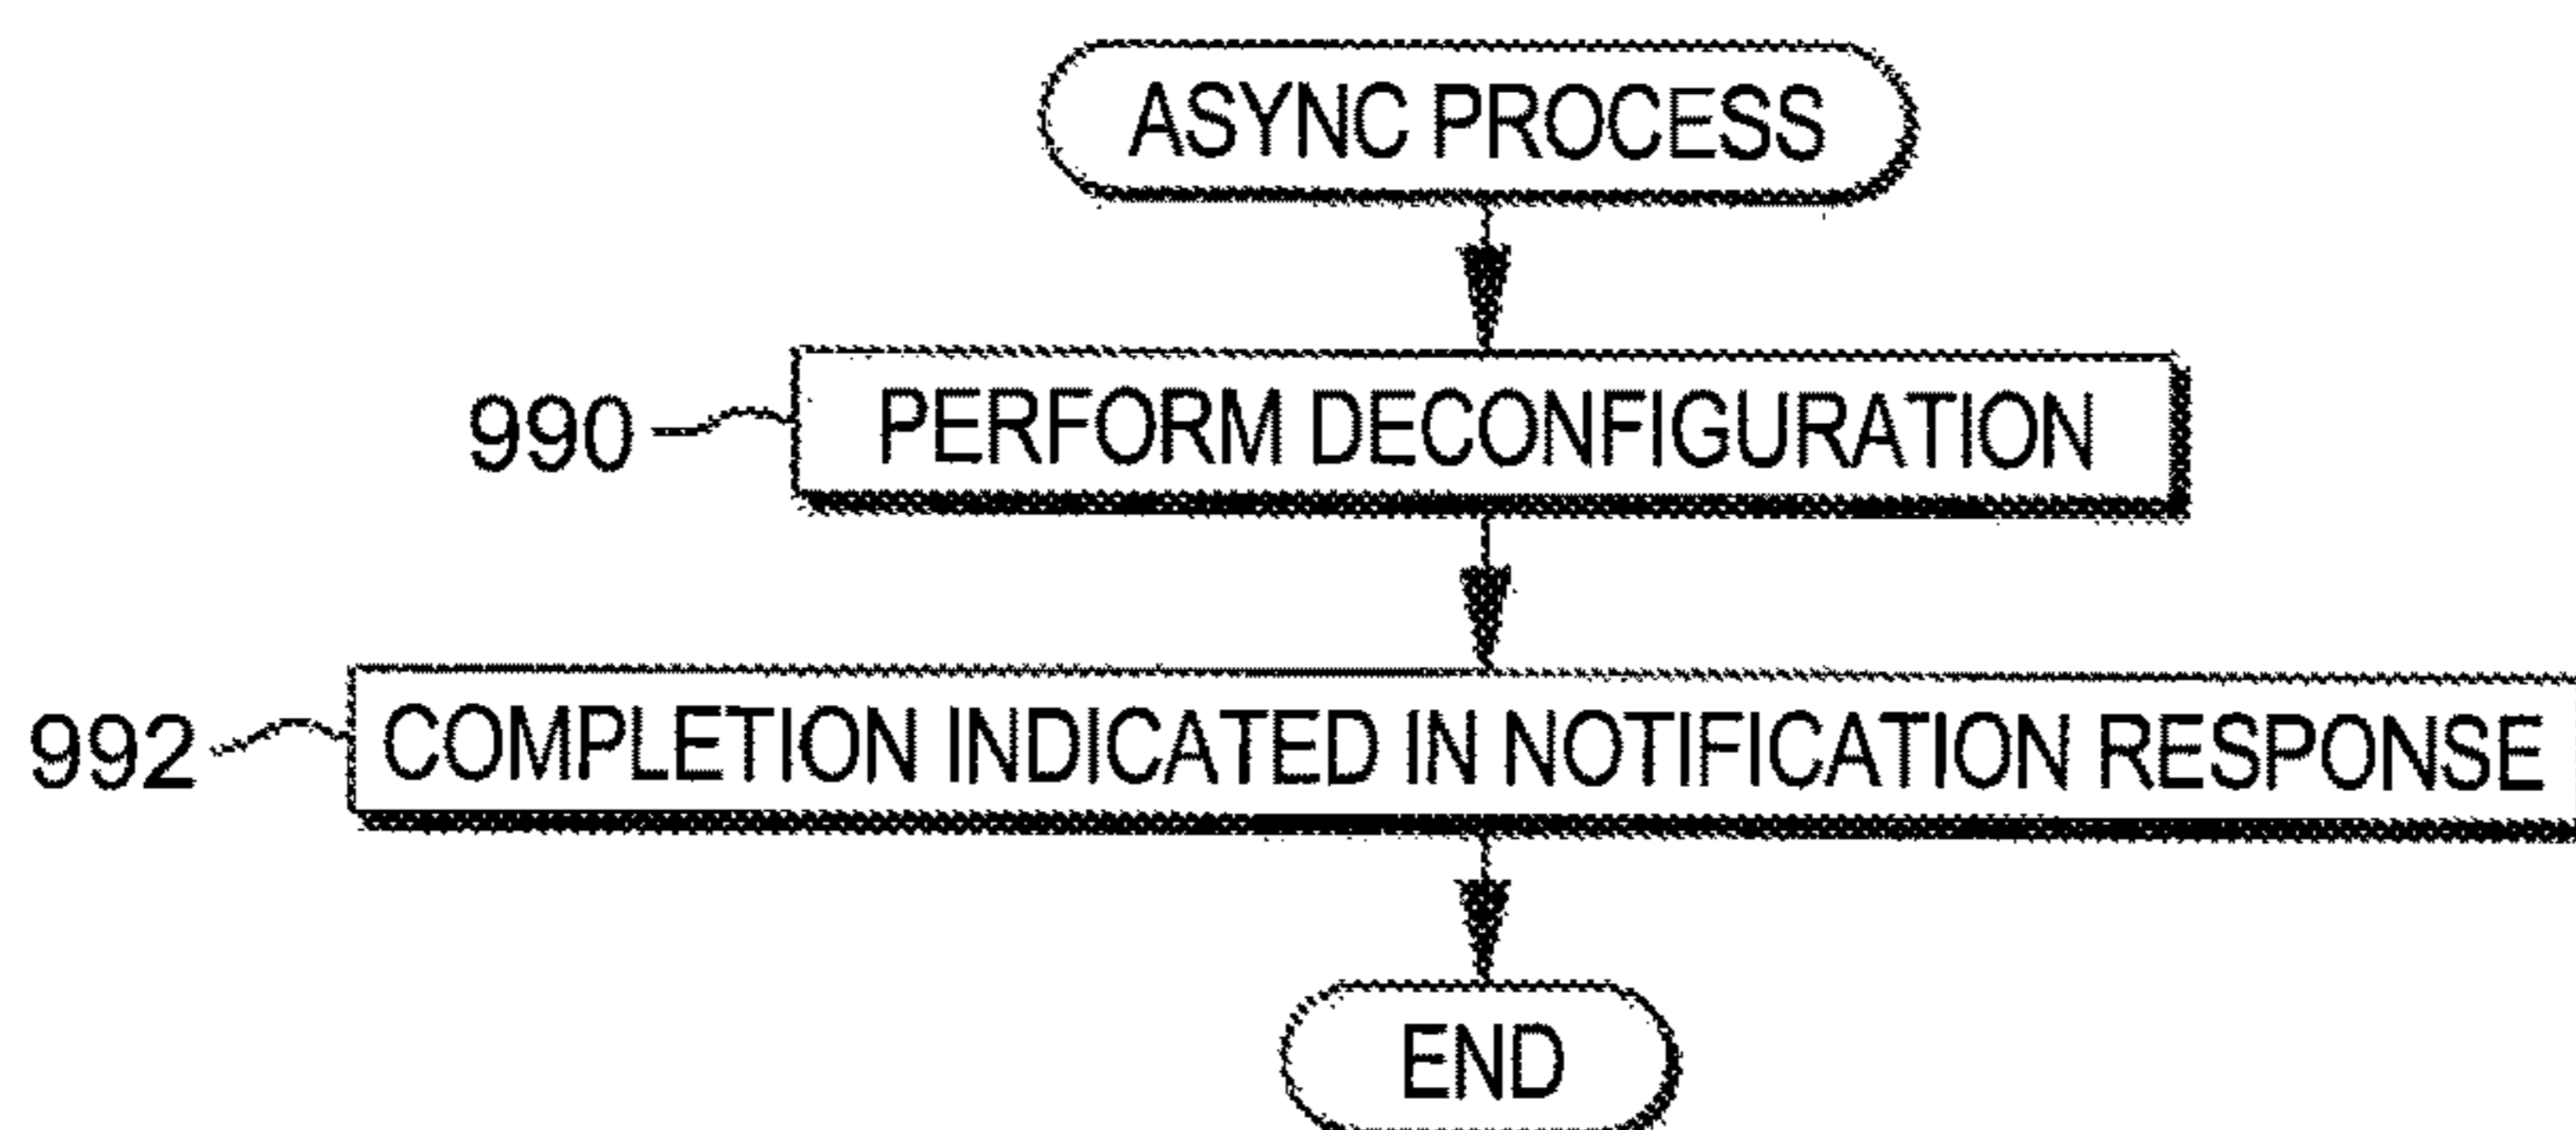 ASYNC PROCESS
990 PERFORM DECONFIGURATION
992 COMPLETION INDICATED IN NOTIFICATION RESPONSE
END